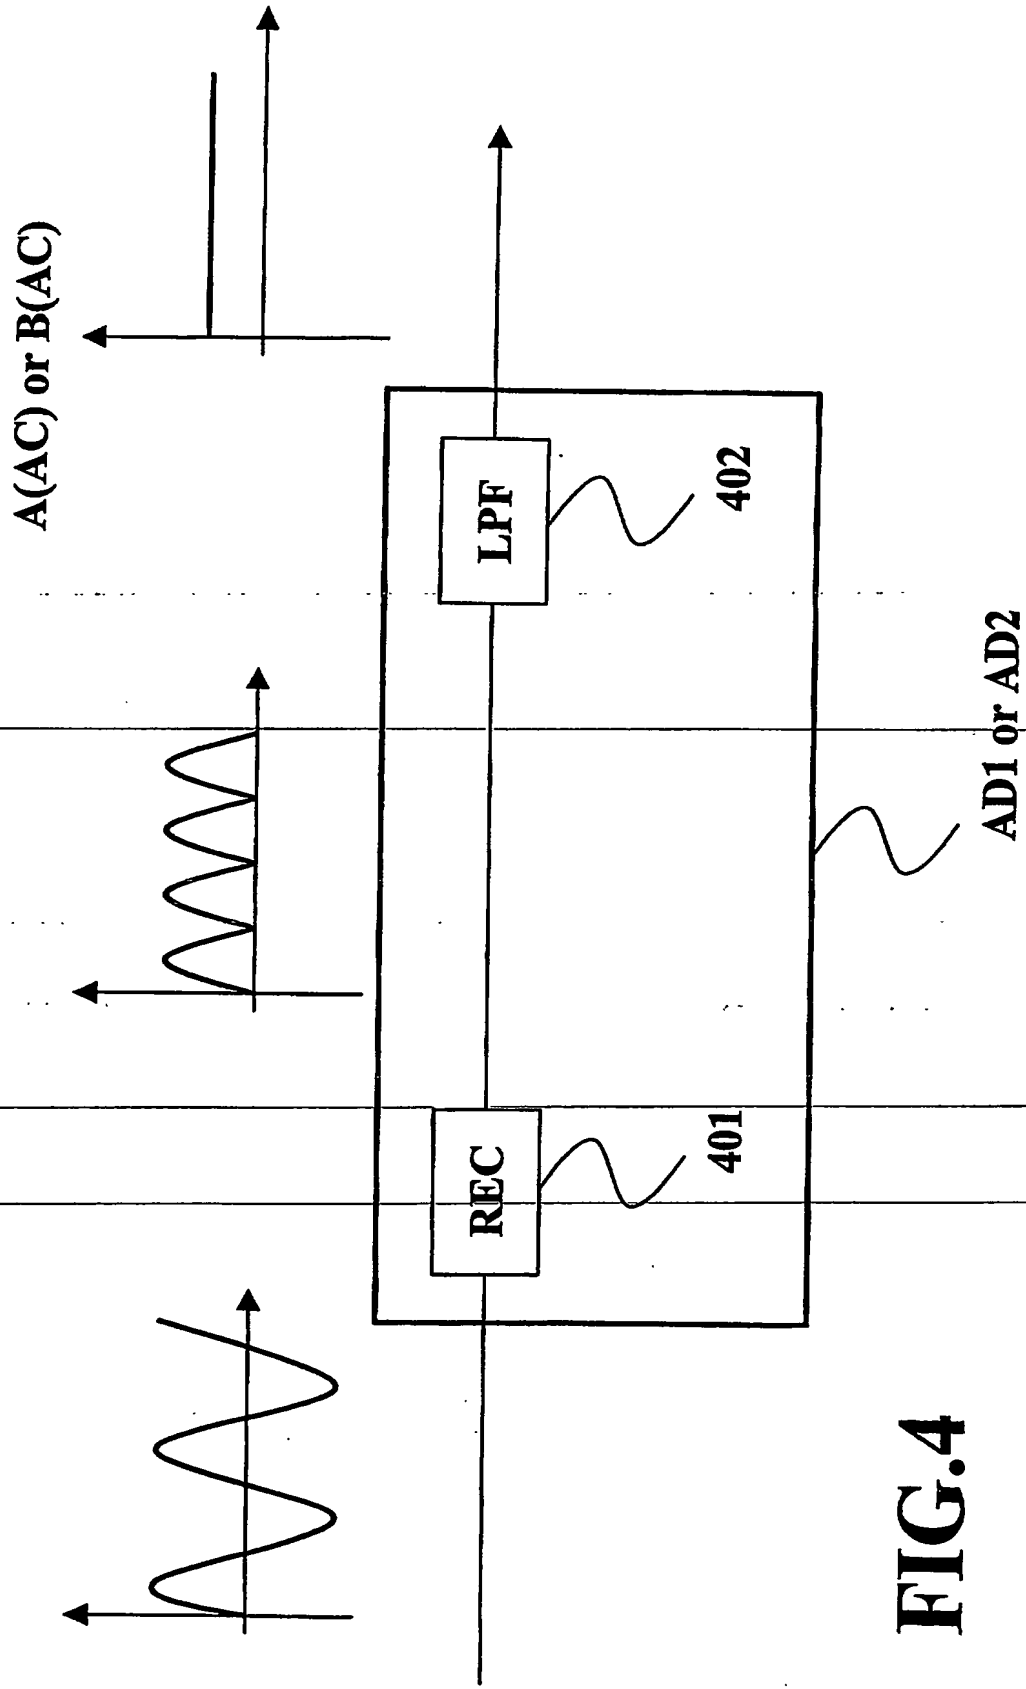 A(AC) or B(AC)
REC
LPF
401
402
AD1 or AD2
FIG.4